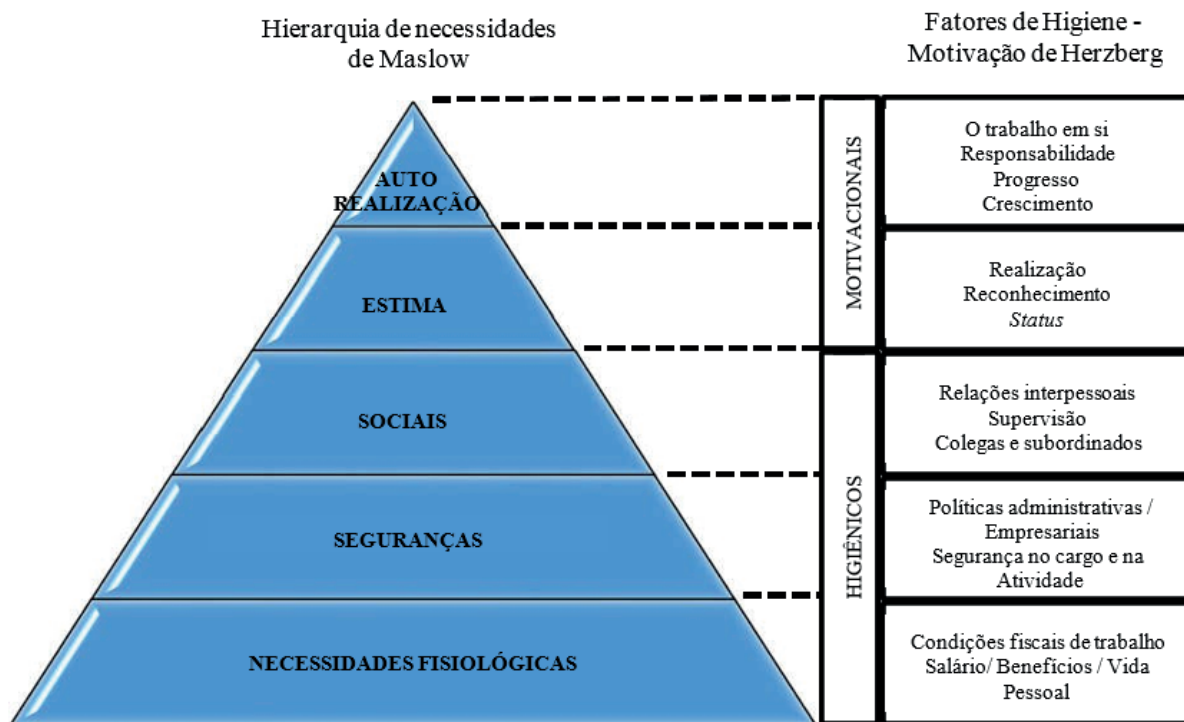 Hierarquia de necessidades
de Maslow
Fatores de Higiene -
Motivação de Herzberg
AUTO
REALIZAÇÃO
ESTIMA
SOCIAIS
SEGURANÇAS
NECESSIDADES FISIOLÓGICAS
MOTIVACIONAIS
HIGIÊNICOS
O trabalho em si
Responsabilidade
Progresso
Crescimento
Realização
Reconhecimento
Status
Relações interpessoais
Supervisão
Colegas e subordinados
Políticas administrativas /
Empresariais
Segurança no cargo e na
Atividade
Condições fiscais de trabalho
Salário/ Benefícios / Vida
Pessoal